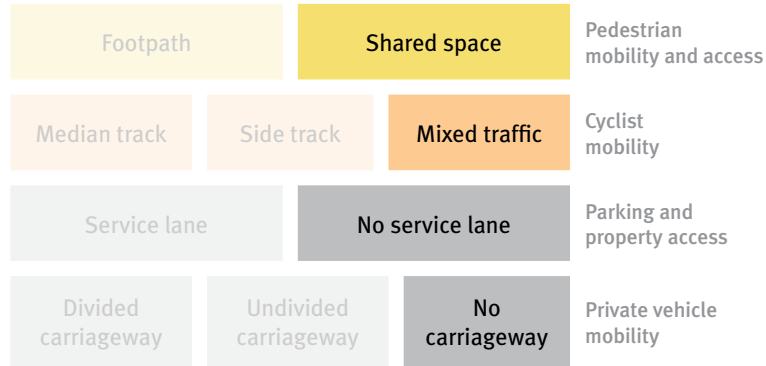 Footpath
Shared space
Pedestrian
mobility and access
Median track
Side track
Mixed traffic
Cyclist
mobility
Service lane
No service lane
Parking and
property access
Divided
carriageway
Undivided
carriageway
No
carriageway
Private vehicle
mobility